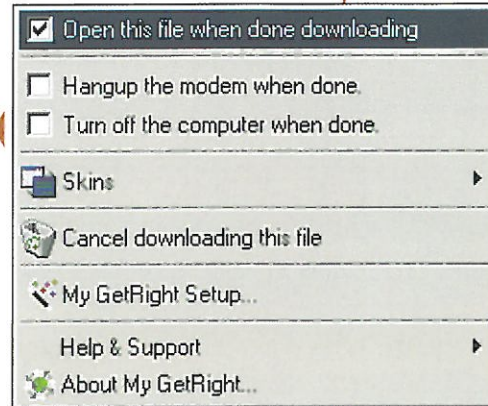 Open this file when done downloading
Hangup the modem when done.
Turn off the computer when done.
Skins
Cancel downloading this file
My GetRight Setup...
Help & Support
About My GetRight...